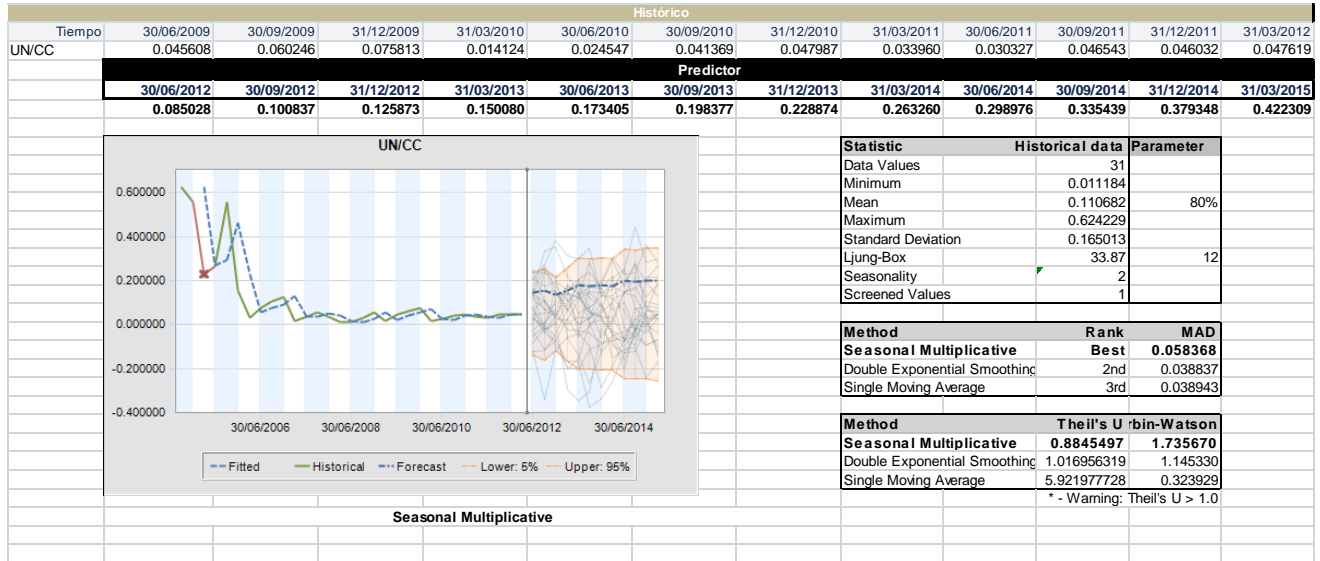 Histórico
Tiempo 30/06/2009 30/09/2009 31/12/2009 31/03/2010 30/06/2010 30/09/2010 31/12/2010 31/03/2011 30/06/2011 30/09/2011 31/12/2011 31/03/2012
UN/CC 0.045608 0.060246 0.075813 0.014124 0.024547 0.041369 0.047987 0.033960 0.030327 0.046543 0.046032 0.047619
Predictor
30/06/2012 30/09/2012 31/12/2012 31/03/2013 30/06/2013 30/09/2013 31/12/2013 31/03/2014 30/06/2014 30/09/2014 31/12/2014 31/03/2015
0.085028 0.100837 0.125873 0.150080 0.173405 0.198377 0.228874 0.263260 0.298976 0.335439 0.379348 0.422309
UN/CC
0.600000
0.400000
0.200000
0.000000
-0.200000
-0.400000
30/06/2006 30/06/2008 30/06/2010 30/06/2012 30/06/2014
Fitted Historical Forecast Lower: 5% Upper: 95%
Seasonal Multiplicative
Statistic Historical data Parameter
Data Values 31
Minimum 0.011184
Mean 0.110682 80%
Maximum 0.624229
Standard Deviation 0.165013
Ljung-Box 33.87 12
Seasonality 2
Screened Values 1
Method Rank MAD
Seasonal Multiplicative Best 0.058368
Double Exponential Smoothing 2nd 0.038837
Single Moving Average 3rd 0.038943
Method Theil's U rbin-Watson
Seasonal Multiplicative 0.8845497 1.735670
Double Exponential Smoothing 1.016956319 1.145330
Single Moving Average 5.921977728 0.323929
* - Warning: Theil's U > 1.0